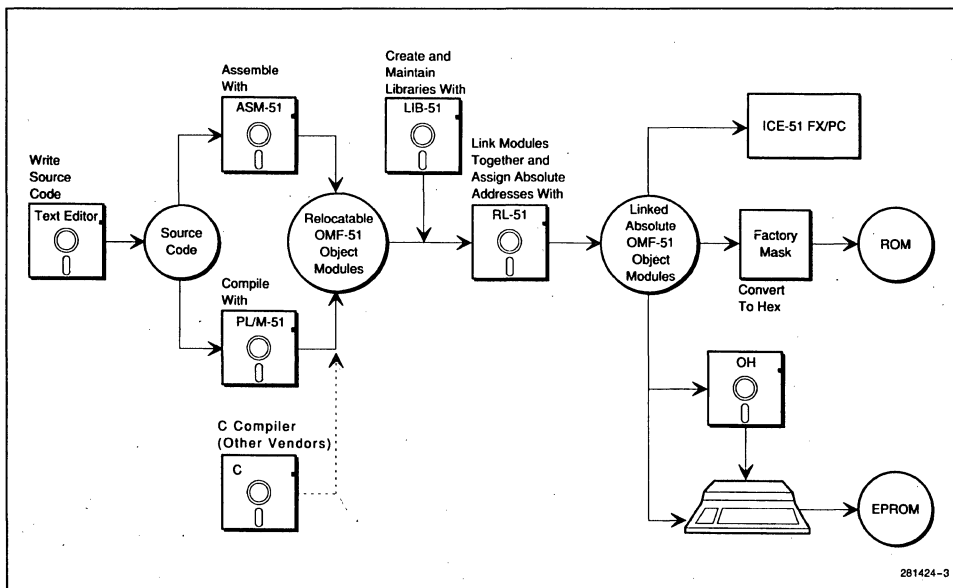 Write
Source
Code
Text Editor
Source
Code
Assemble
With
ASM-51
Compile
With
PL/M-51
C Compiler
(Other Vendors)
C
Relocatable
OMF-51
Object
Modules
Create and
Maintain
Libraries With
LIB-51
Link Modules
Together and
Assign Absolute
Addresses With
RL-51
Linked
Absolute
OMF-51
Object
Modules
ICE-51 FX/PC
Factory
Mask
Convert
To Hex
ROM
OH
EPROM
281424-3